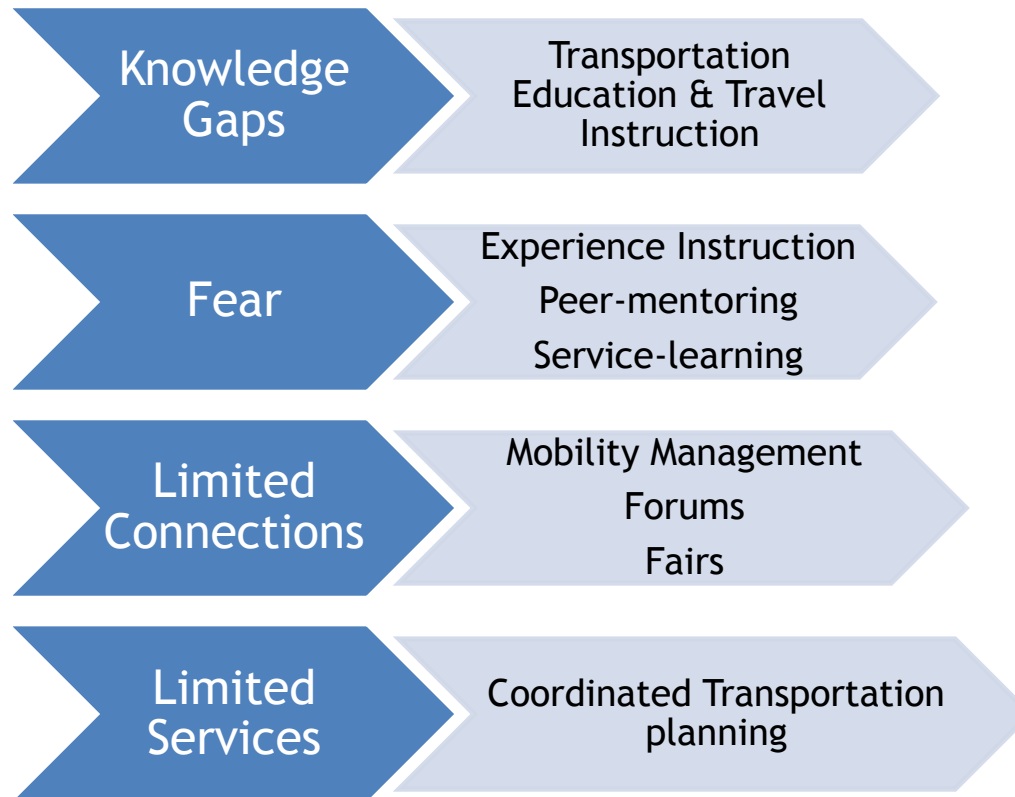 Knowledge
Gaps
Transportation
Education & Travel
Instruction
Fear
Experience Instruction
Peer-mentoring
Service-learning
Limited
Connections
Mobility Management
Forums
Fairs
Limited
Services
Coordinated Transportation
planning